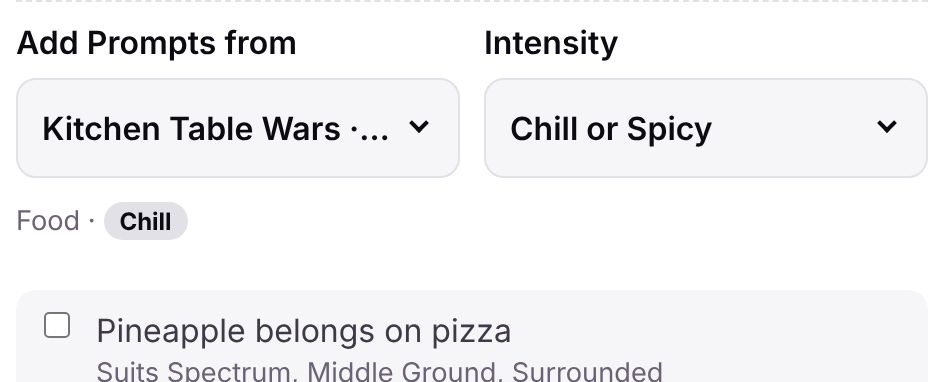 Add Prompts from
Intensity
Kitchen Table Wars ·...
Chill or Spicy
Food · Chill
Pineapple belongs on pizza
Suits Spectrum, Middle Ground, Surrounded